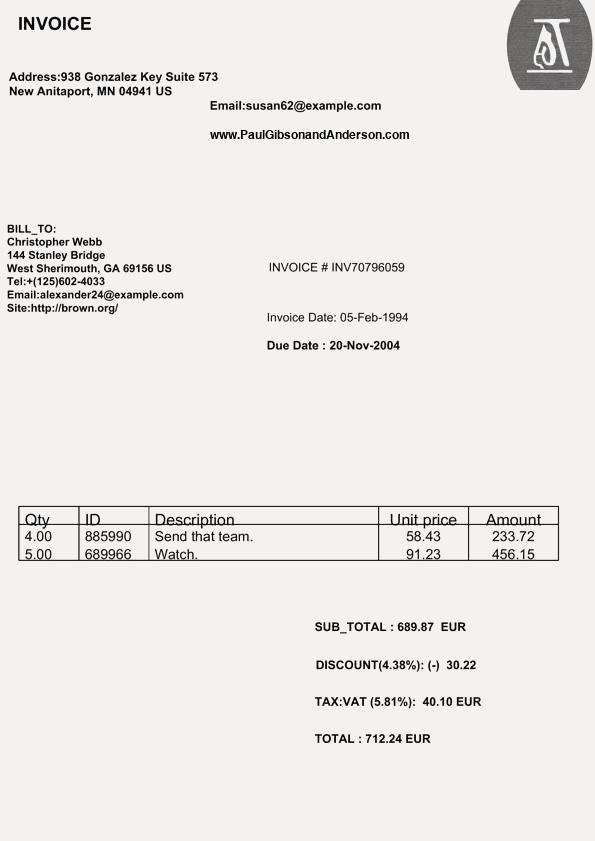 INVOICE
Address:938 Gonzalez Key Suite 573
New Anitaport, MN 04941 US
Email:susan62@example.com
www.PaulGibsonandAnderson.com
BILL_TO:
Christopher Webb
144 Stanley Bridge
West Sherimouth, GA 69156 US
Tel:+(125)602-4033
Email:alexander24@example.com
Site:http://brown.org/
INVOICE # INV70796059
Invoice Date: 05-Feb-1994
Due Date : 20-Nov-2004
Qty ID Description Unit price Amount
4.00 885990 Send that team. 58.43 233.72
5.00 689966 Watch. 91.23 456.15
SUB_TOTAL : 689.87 EUR
DISCOUNT(4.38%): (-) 30.22
TAX:VAT (5.81%): 40.10 EUR
TOTAL : 712.24 EUR